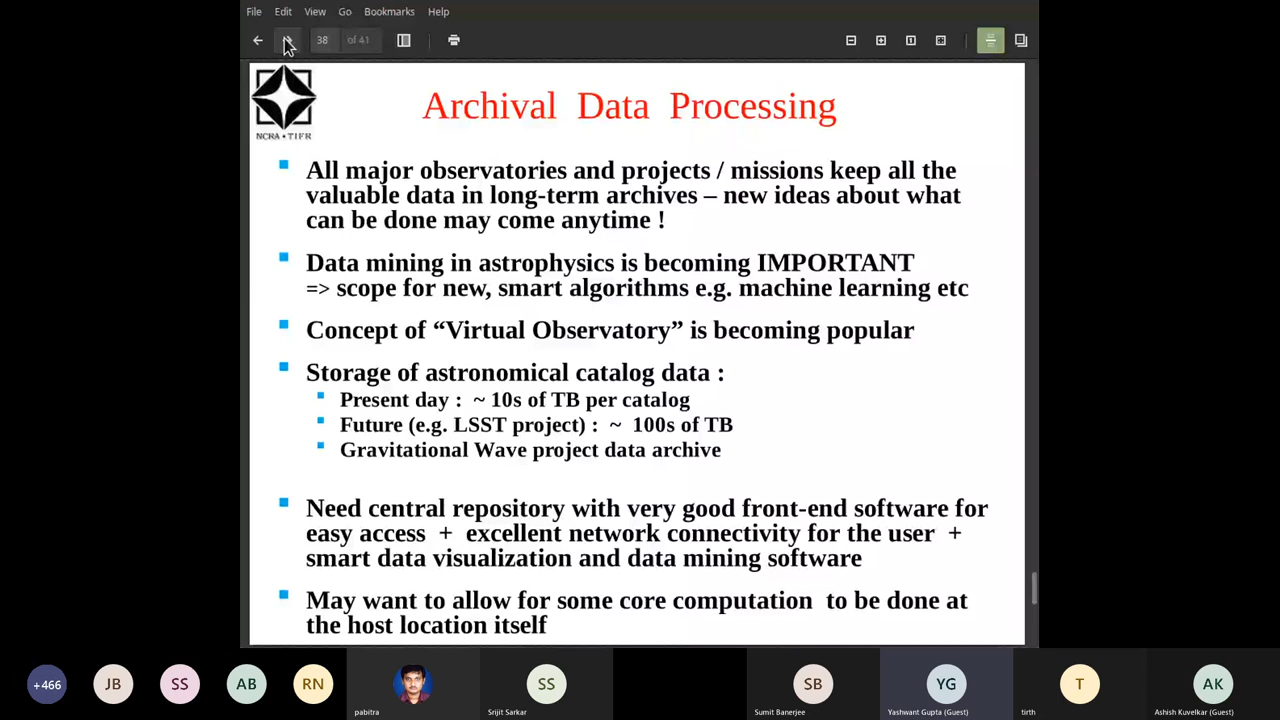 File Edit View Go Bookmarks Help
38 of 41
NCRA • TIFR
Archival Data Processing
All major observatories and projects / missions keep all the
valuable data in long-term archives – new ideas about what
can be done may come anytime !
Data mining in astrophysics is becoming IMPORTANT
=> scope for new, smart algorithms e.g. machine learning etc
Concept of “Virtual Observatory” is becoming popular
Storage of astronomical catalog data :
Present day : ~ 10s of TB per catalog
Future (e.g. LSST project) : ~ 100s of TB
Gravitational Wave project data archive
Need central repository with very good front-end software for
easy access + excellent network connectivity for the user +
smart data visualization and data mining software
May want to allow for some core computation to be done at
the host location itself
+466 JB SS AB RN SS SB YG T AK
pabitra Srijit Sarkar Sumit Banerjee Yashwant Gupta (Guest) tirth Ashish Kuvelkar (Guest)